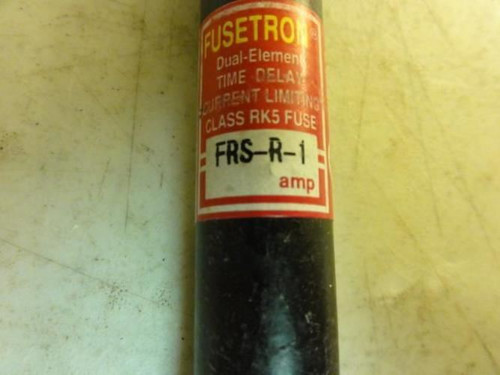 FUSETRON
Dual-Element
TIME DELAY
CURRENT LIMITING
CLASS RK5 FUSE
FRS-R-1
amp